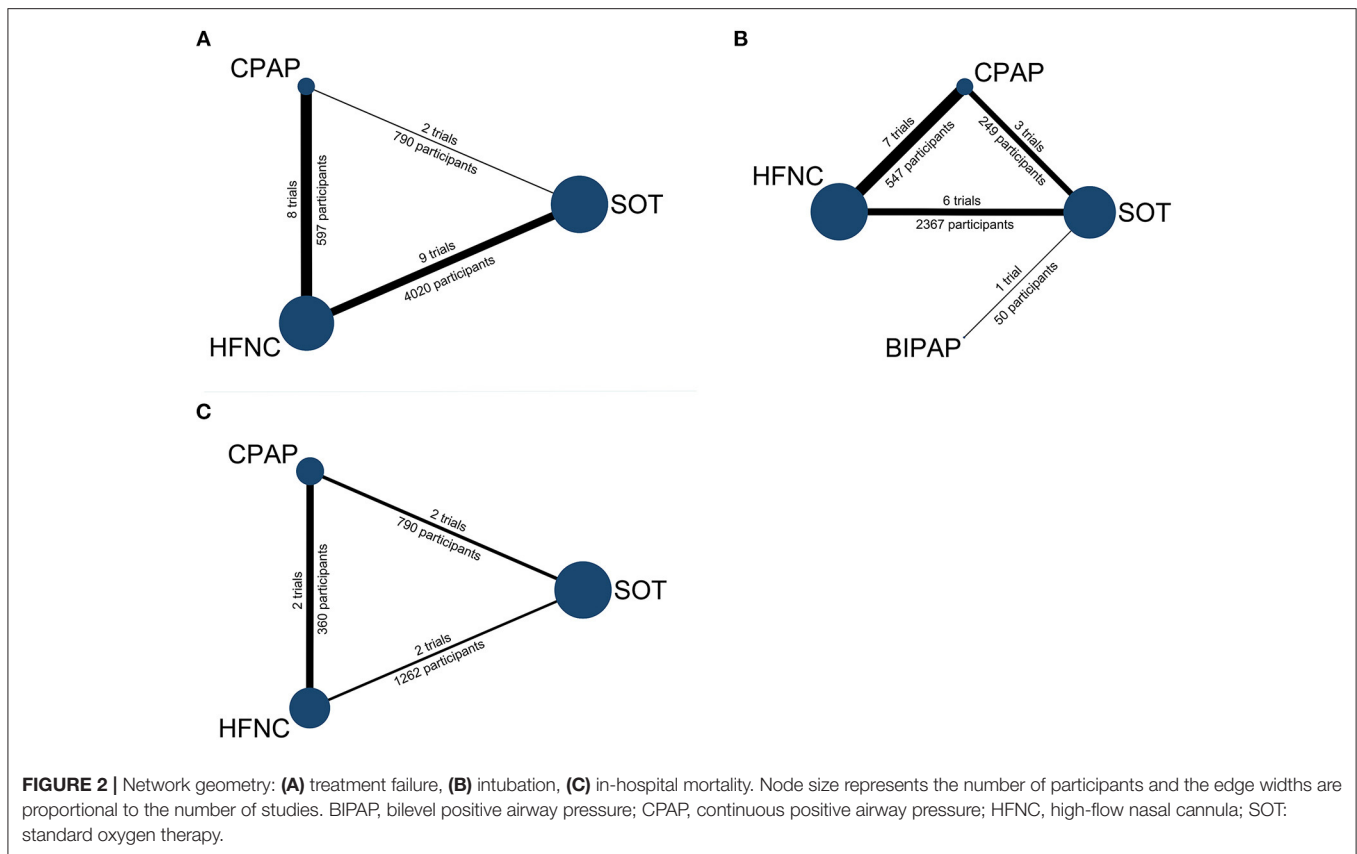 A
CPAP
2 trials
790 participants
8 trials
597 participants
SOT
9 trials
4020 participants
HFNC
B
CPAP
7 trials
547 participants
3 trials
249 participants
HFNC
6 trials
2367 participants
SOT
1 trial
50 participants
BIPAP
C
CPAP
2 trials
790 participants
2 trials
360 participants
SOT
2 trials
1262 participants
HFNC
FIGURE 2 | Network geometry: (A) treatment failure, (B) intubation, (C) in-hospital mortality. Node size represents the number of participants and the edge widths are
proportional to the number of studies. BIPAP, bilevel positive airway pressure; CPAP, continuous positive airway pressure; HFNC, high-flow nasal cannula; SOT:
standard oxygen therapy.